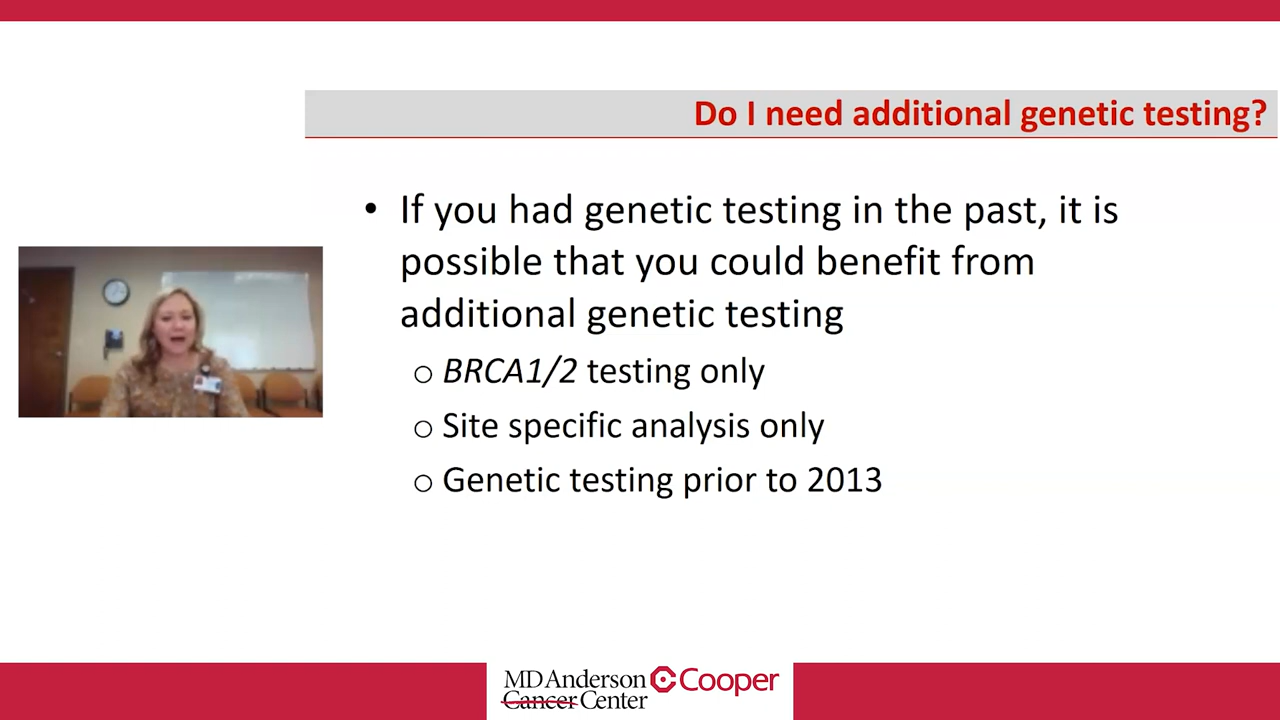 Do I need additional genetic testing?
• If you had genetic testing in the past, it is
possible that you could benefit from
additional genetic testing
o BRCA1/2 testing only
o Site specific analysis only
o Genetic testing prior to 2013
MD Anderson Cooper
Cancer Center